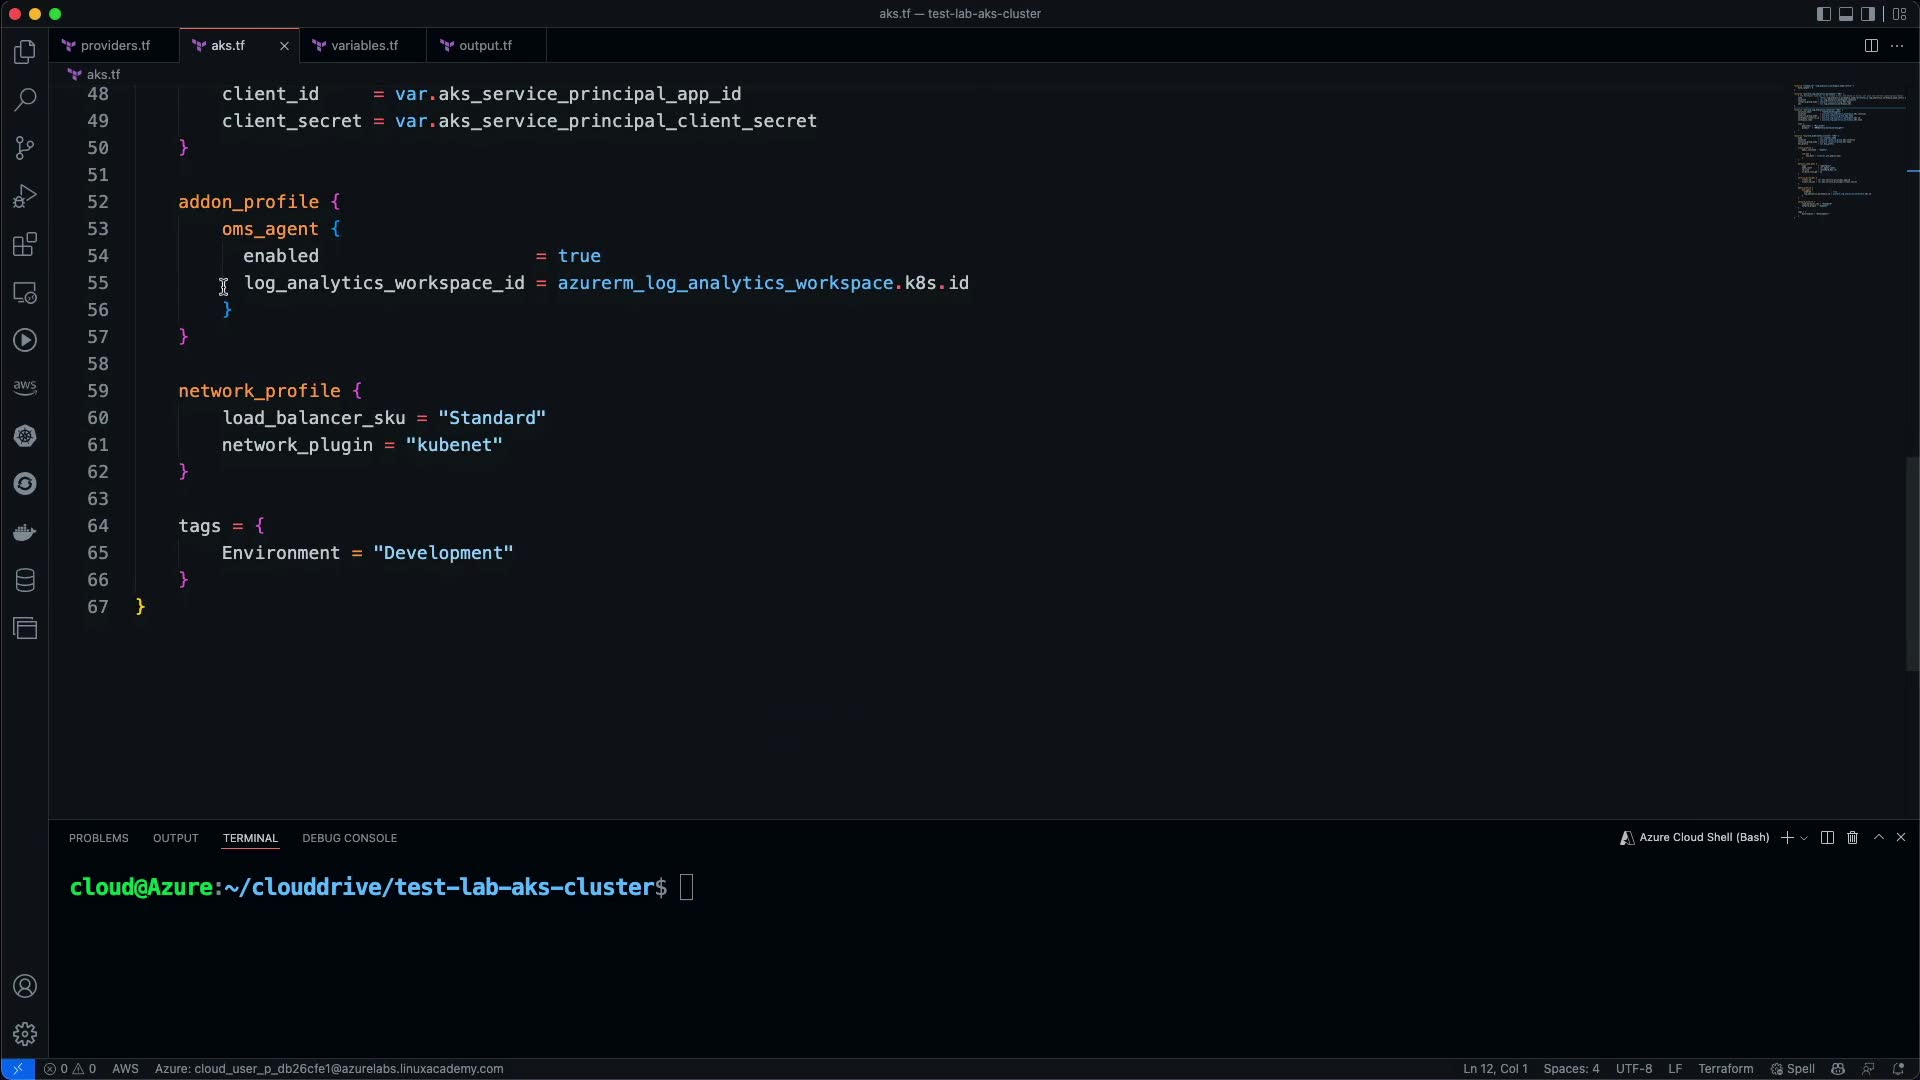 aks.tf — test-lab-aks-cluster
providers.tf
aks.tf
variables.tf
output.tf
aks.tf
48 client_id = var.aks_service_principal_app_id
49 client_secret = var.aks_service_principal_client_secret
50 }
51
52 addon_profile {
53 oms_agent {
54 enabled = true
55 log_analytics_workspace_id = azurerm_log_analytics_workspace.k8s.id
56 }
57 }
58
59 network_profile {
60 load_balancer_sku = "Standard"
61 network_plugin = "kubenet"
62 }
63
64 tags = {
65 Environment = "Development"
66 }
67 }
aws
PROBLEMS OUTPUT TERMINAL DEBUG CONSOLE
Azure Cloud Shell (Bash)
cloud@Azure:~/clouddrive/test-lab-aks-cluster$
0 0 AWS Azure: cloud_user_p_db26cfe1@azurelabs.linuxacademy.com
Ln 12, Col 1 Spaces: 4 UTF-8 LF Terraform Spell